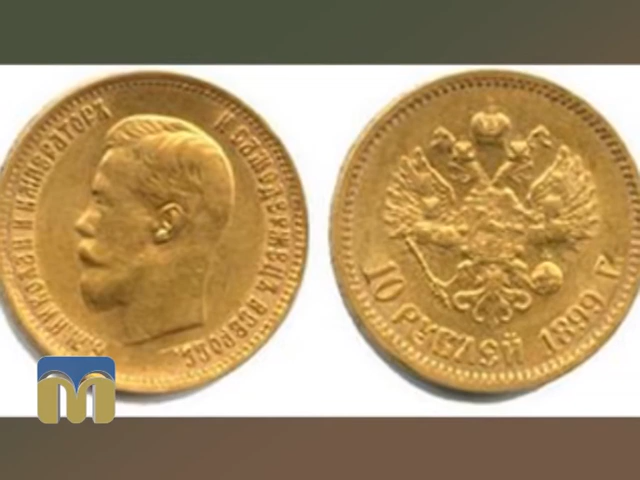 Б.М.НИКОЛАЙ II ИМПЕРАТОРЪ
И САМОДЕРЖЕЦЪ ВСЕРОСС.
10 РУБЛЕЙ 1899 Г.
M